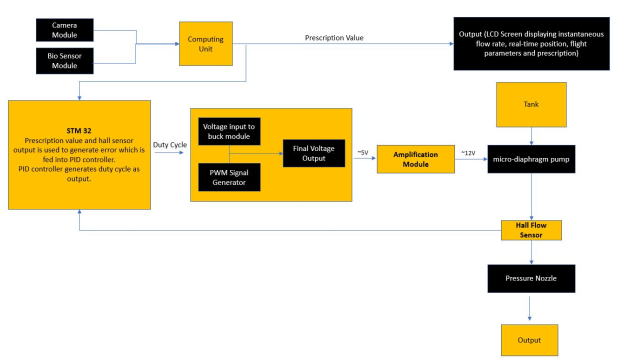 Camera
Module
Bio Sensor
Module
Computing
Unit
Prescription Value
Output (LCD Screen displaying instantaneous
flow rate, real-time position, flight
parameters and prescription)
STM 32
Prescription value and hall sensor
output is used to generate error which is
fed into PID controller.
PID controller generates duty cycle as
output.
Duty Cycle
Voltage input to
buck module
PWM Signal
Generator
Final Voltage
Output
~5V
Amplification
Module
~12V
Tank
micro-diaphragm pump
Hall Flow
Sensor
Pressure Nozzle
Output